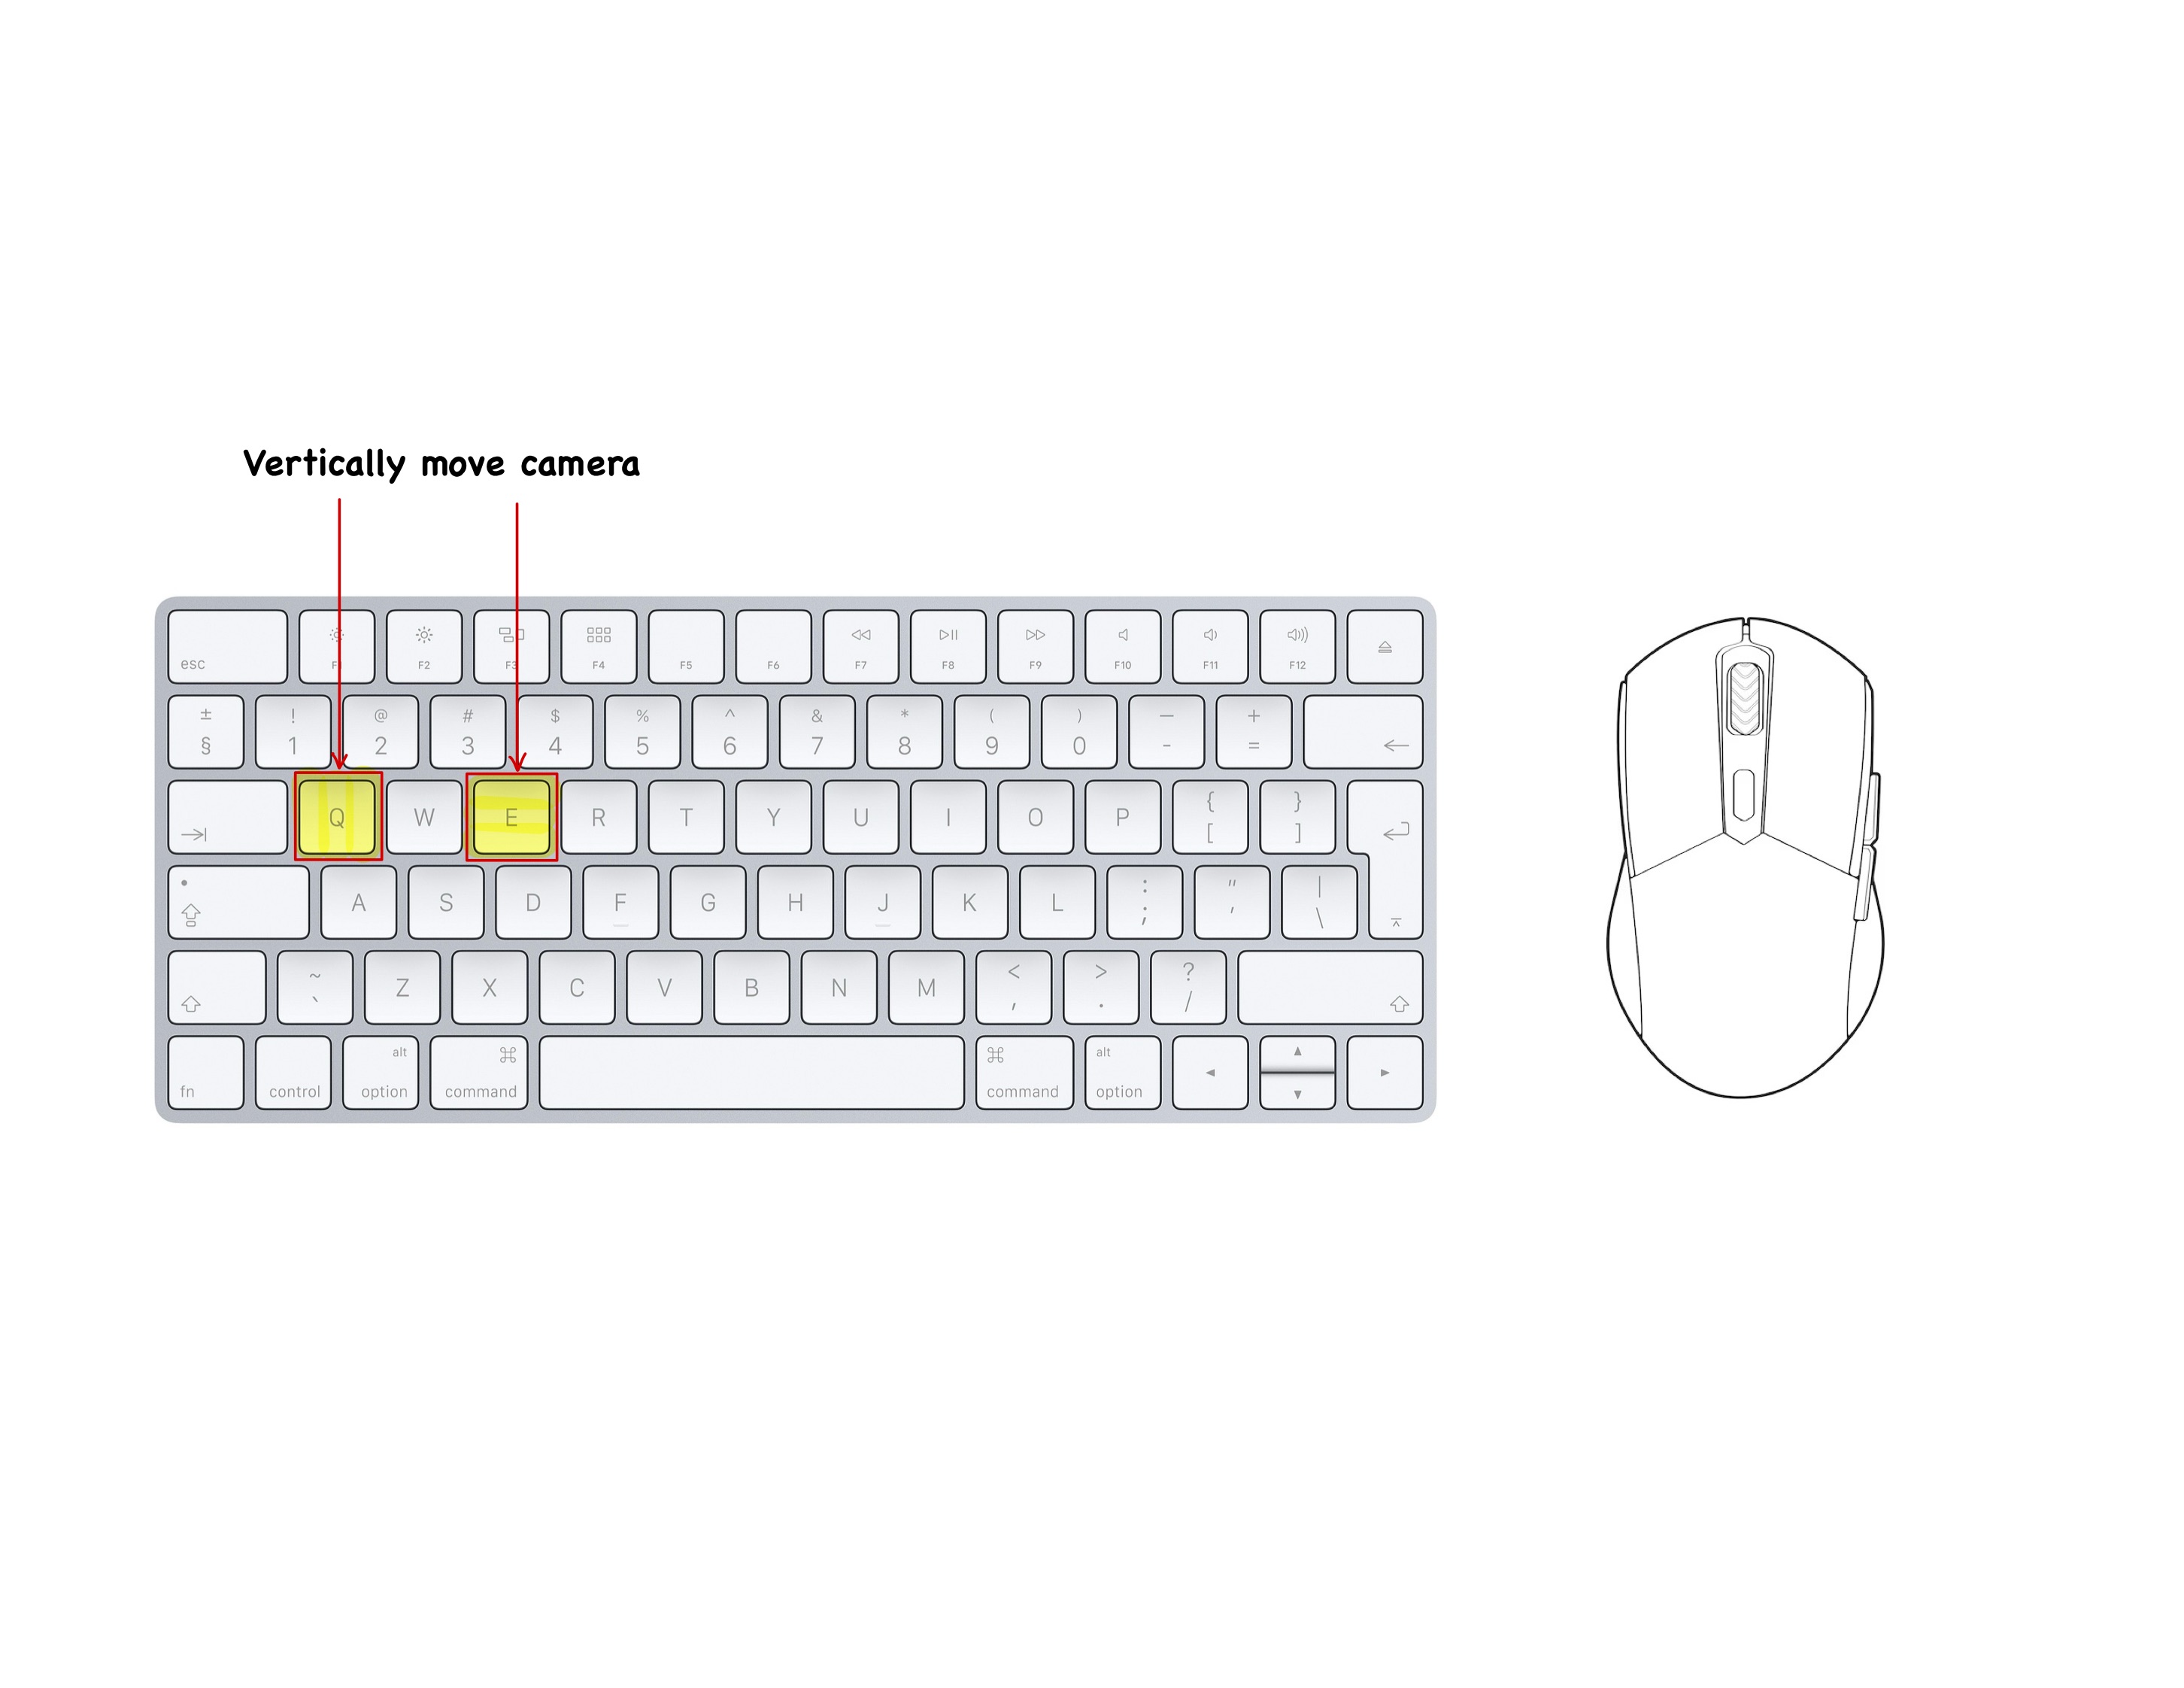 Vertically move camera
esc F1 F2 F3 F4 F5 F6 F7 F8 F9 F10 F11 F12
± ! @ # $ % ^ & * ( ) — +
§ 1 2 3 4 5 6 7 8 9 0 - =
Q W E R T Y U I O P { }
[ ]
A S D F G H J K L : " |
; ' \
~ Z X C V B N M < > ?
` , . /
alt ⌘ ⌘ alt
fn control option command command option